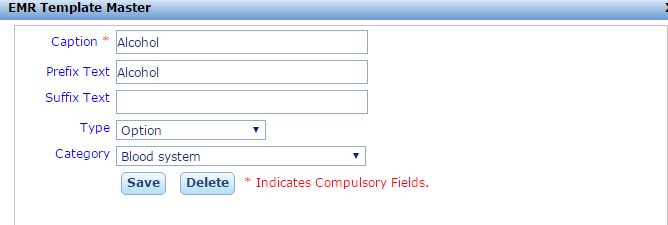 EMR Template Master
Caption * Alcohol
Prefix Text Alcohol
Suffix Text
Type Option
Category Blood system
Save Delete * Indicates Compulsory Fields.